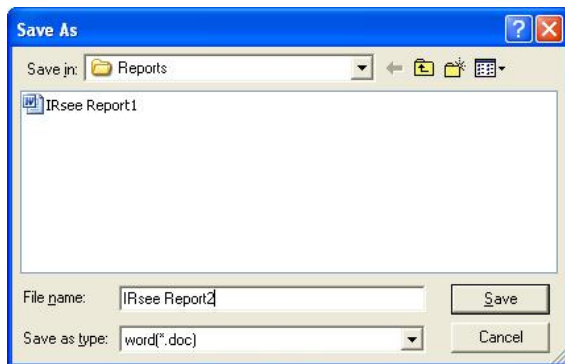 Save As
Save in: Reports
IRsee Report1
File name: IRsee Report2 Save
Save as type: word(*.doc) Cancel